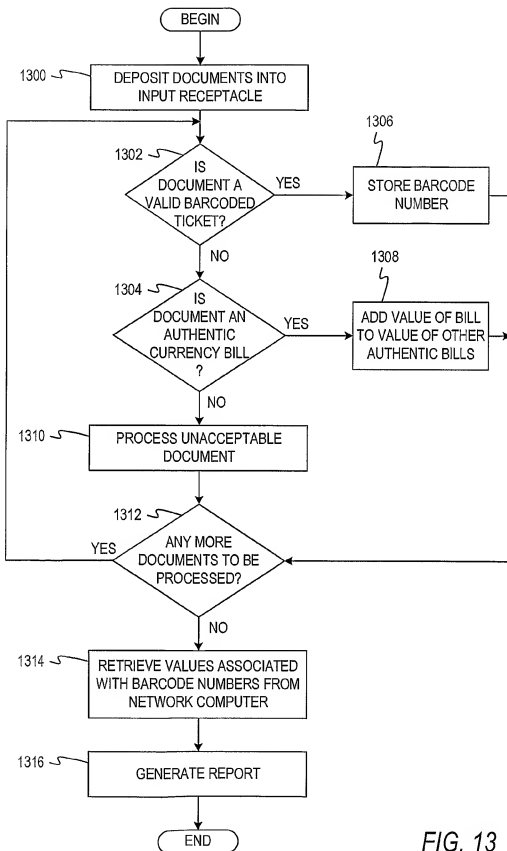 BEGIN
1300
DEPOSIT DOCUMENTS INTO
INPUT RECEPTACLE
1302
IS
DOCUMENT A
VALID BARCODED
TICKET?
YES
1306
STORE BARCODE
NUMBER
NO
1304
IS
DOCUMENT AN
AUTHENTIC
CURRENCY BILL
?
YES
1308
ADD VALUE OF BILL
TO VALUE OF OTHER
AUTHENTIC BILLS
NO
1310
PROCESS UNACCEPTABLE
DOCUMENT
1312
YES
ANY MORE
DOCUMENTS TO BE
PROCESSED?
NO
1314
RETRIEVE VALUES ASSOCIATED
WITH BARCODE NUMBERS FROM
NETWORK COMPUTER
1316
GENERATE REPORT
END
FIG. 13